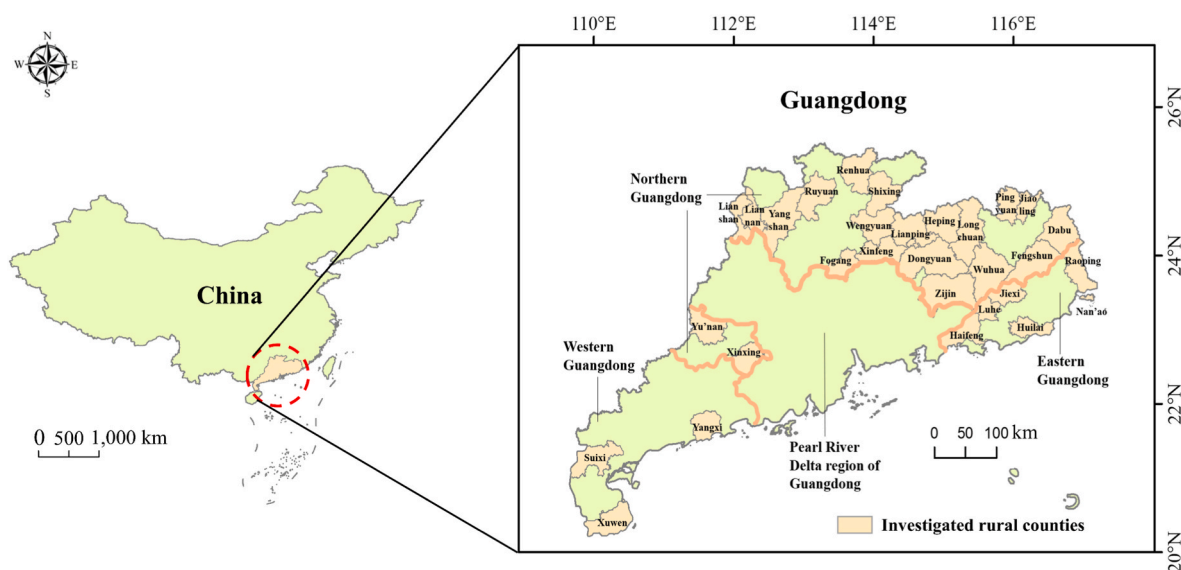 N
W E
S
China
0 500 1,000 km
110°E 112°E 114°E 116°E
26°N
24°N
22°N
20°N
Guangdong
Northern
Guangdong
Western
Guangdong
Eastern
Guangdong
Pearl River
Delta region of
Guangdong
Lian
shan
Lian
nan
Yang
shan
Ruyuan
Renhua
Shixing
Wengyuan
Lianping
Xinfeng
Fogang
Heping
Long
chuan
Dongyuan
Zijin
Wuhua
Ping
yuan
Jiao
ling
Dabu
Fengshun
Raoping
Nan'ao
Jiexi
Luhe
Huilai
Haifeng
Yu'nan
Xinxing
Yangxi
Suixi
Xuwen
0 50 100 km
Investigated rural counties